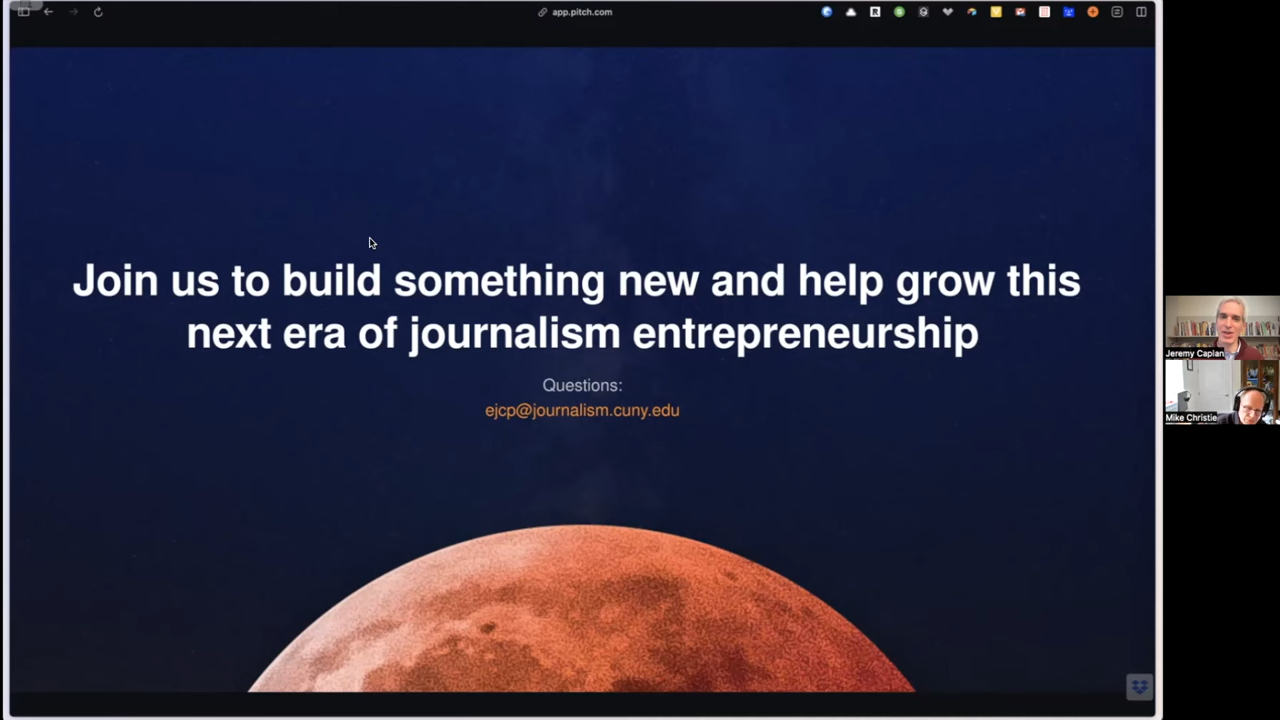 app.pitch.com
Join us to build something new and help grow this
next era of journalism entrepreneurship
Questions:
ejcp@journalism.cuny.edu
Jeremy Caplan
Mike Christie